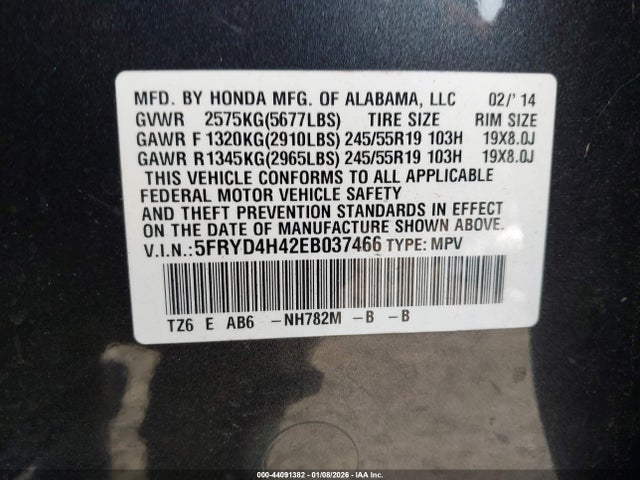 MFD. BY HONDA MFG. OF ALABAMA, LLC 02/'14
GVWR 2575KG(5677LBS) TIRE SIZE RIM SIZE
GAWR F 1320KG(2910LBS) 245/55R19 103H 19X8.0J
GAWR R 1345KG(2965LBS) 245/55R19 103H 19X8.0J
THIS VEHICLE CONFORMS TO ALL APPLICABLE
FEDERAL MOTOR VEHICLE SAFETY
AND THEFT PREVENTION STANDARDS IN EFFECT
ON THE DATE OF MANUFACTURE SHOWN ABOVE.
V.I.N.:5FRYD4H42EB037466 TYPE: MPV
TZ6 E AB6 -NH782M -B -B
000-44091382 | 01/08/2026 | IAA Inc.